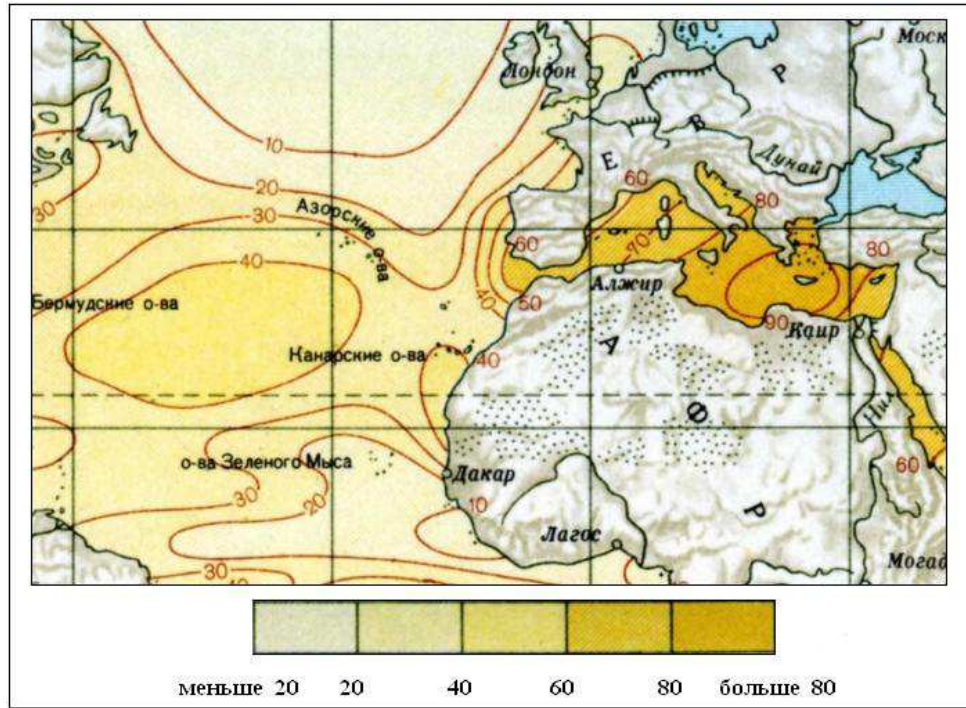 Моск
Лондон
Е В Р
Дунай
10
20
30
30
40
60
80
70
60
80
50
40
90
Азорские о-ва
Бермудские о-ва
Алжир
Каир
Канарские о-ва
40
А Ф Р
Нил
о-ва Зеленого Мыса
Дакар
60
30
20
10
Лагос
30
Могад
меньше 20 20 40 60 80 больше 80